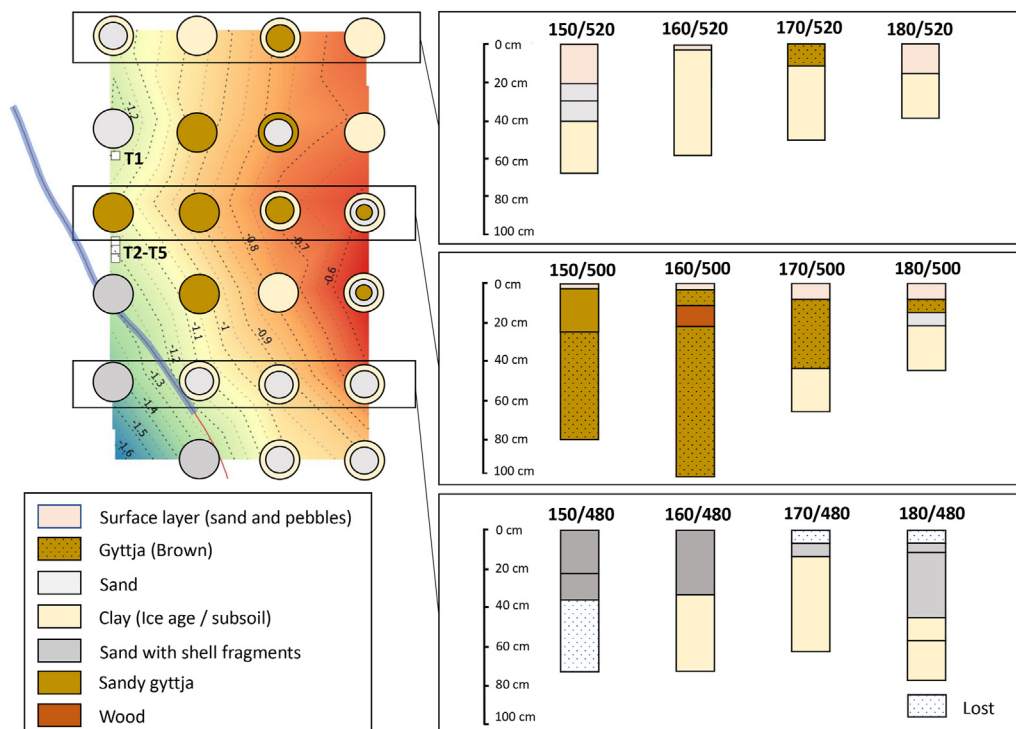 -1.2
T1
T2-T5
-0.8
-0.7
-0.6
-1.1
-1
-0.9
-1.2
-1.3
-1.4
-1.5
-1.6
Surface layer (sand and pebbles)
Gyttja (Brown)
Sand
Clay (Ice age / subsoil)
Sand with shell fragments
Sandy gyttja
Wood
150/520 160/520 170/520 180/520
0 cm
20 cm
40 cm
60 cm
80 cm
100 cm
150/500 160/500 170/500 180/500
0 cm
20 cm
40 cm
60 cm
80 cm
100 cm
150/480 160/480 170/480 180/480
0 cm
20 cm
40 cm
60 cm
80 cm
100 cm
Lost